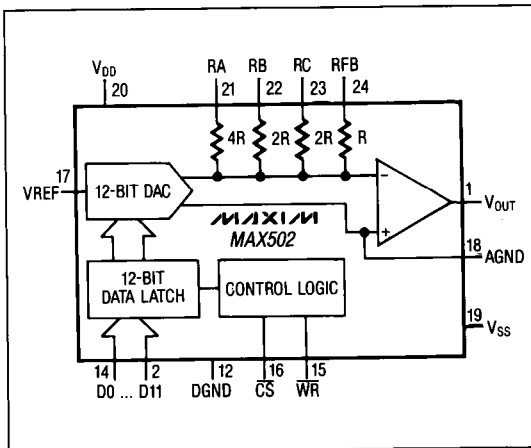 VDD
20
RA RB RC RFB
21 22 23 24
4R 2R 2R R
17
VREF
12-BIT DAC
−
+
1
VOUT
MAXIM
MAX502
18
AGND
12-BIT
DATA LATCH
CONTROL LOGIC
19
VSS
14 2 12 16 15
D0 ... D11 DGND CS WR